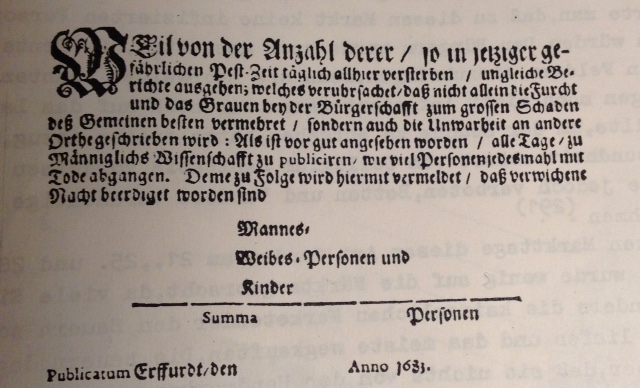 WEil von der Anzahl derer / so in jetziger ge-
fährlichen Pest-Zeit täglich allhier versterben / ungleiche Be-
richte ausgehen; welches veruhrsachet / daß nicht allein die Furcht
und das Grauen bey der Bürgerschafft zum grossen Schaden
deß Gemeinen besten vermehret / sondern auch die Unwarheit an andere
Orthe geschrieben wird : Als ist vor gut angesehen worden / alle Tage / zu
Männiglichs Wissenschafft zu publiciren, wie viel Personen jedesmahl mit
Tode abgangen. Deme zu Folge wird hiermit vermeldet / daß verwichene
Nacht beerdiget worden sind
Mannes-
Weibes-Personen und
Kinder
Summa Personen
Publicatum Erffurdt / den Anno 1683.